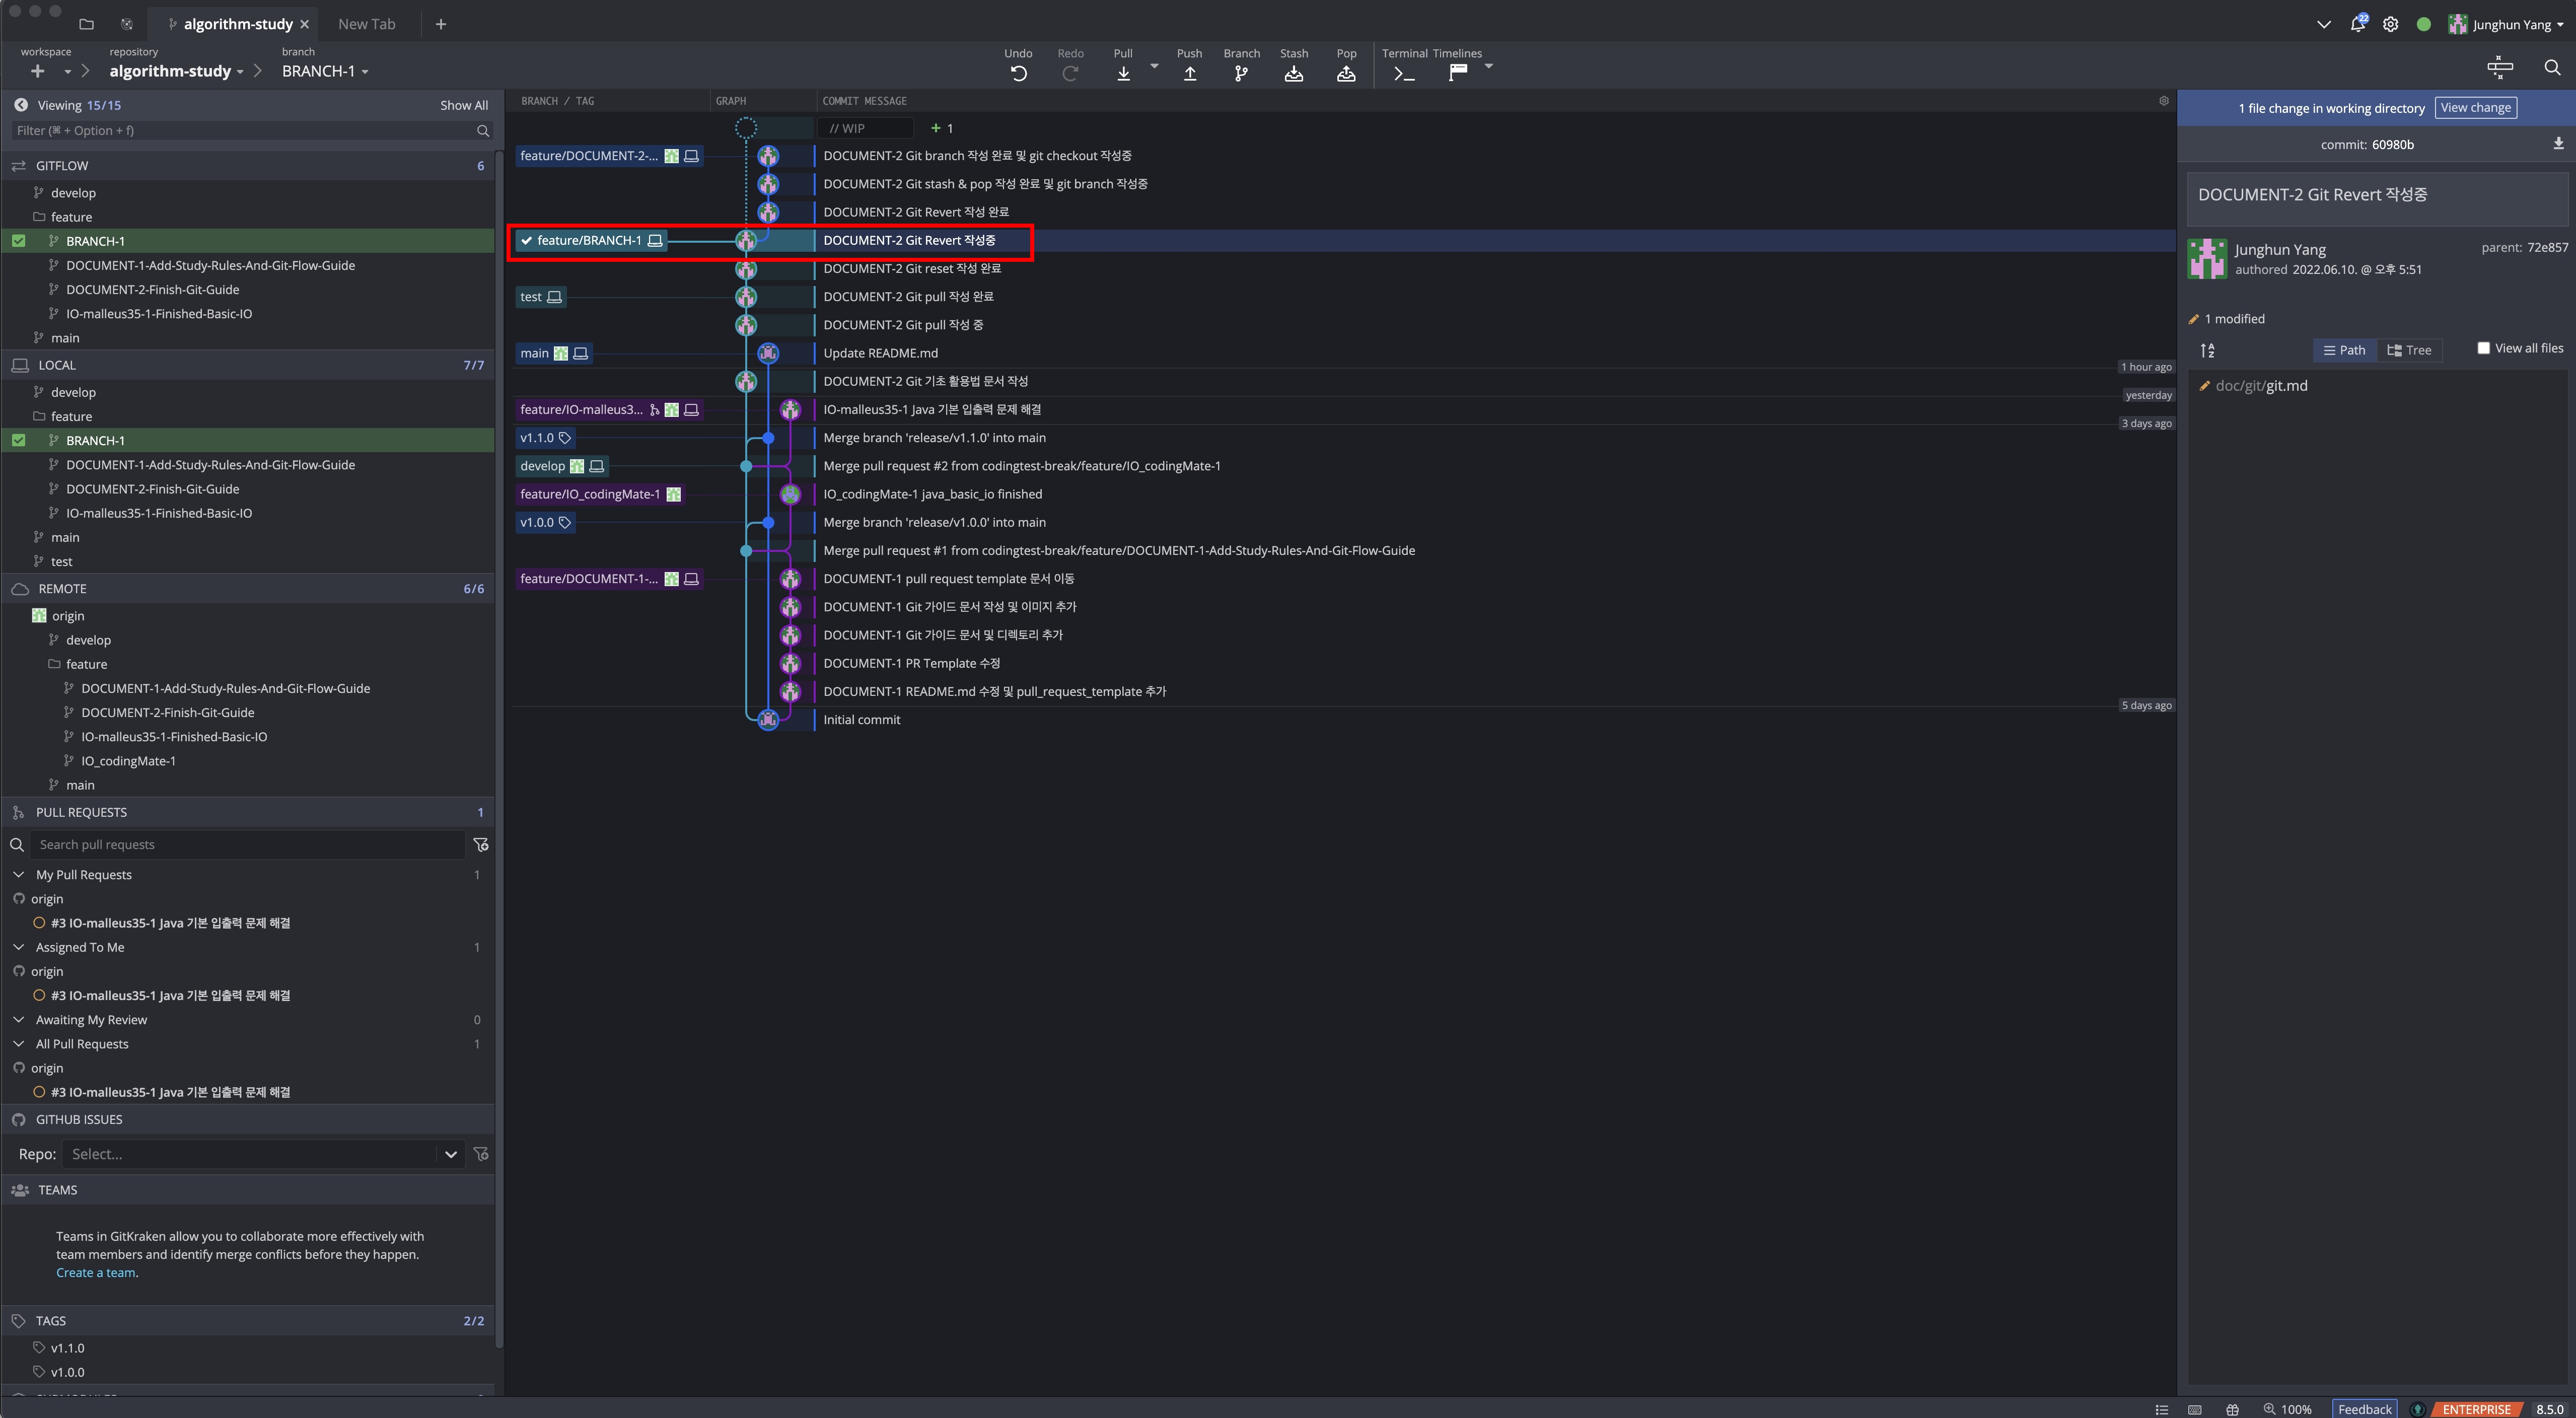 algorithm-study
New Tab
22
Junghun Yang
workspace
repository
algorithm-study
branch
BRANCH-1
Undo
Redo
Pull
Push
Branch
Stash
Pop
Terminal
Timelines
Viewing 15/15
Show All
Filter (⌘ + Option + f)
GITFLOW 6
develop
feature
BRANCH-1
DOCUMENT-1-Add-Study-Rules-And-Git-Flow-Guide
DOCUMENT-2-Finish-Git-Guide
IO-malleus35-1-Finished-Basic-IO
main
LOCAL 7/7
develop
feature
BRANCH-1
DOCUMENT-1-Add-Study-Rules-And-Git-Flow-Guide
DOCUMENT-2-Finish-Git-Guide
IO-malleus35-1-Finished-Basic-IO
main
test
REMOTE 6/6
origin
develop
feature
DOCUMENT-1-Add-Study-Rules-And-Git-Flow-Guide
DOCUMENT-2-Finish-Git-Guide
IO-malleus35-1-Finished-Basic-IO
IO_codingMate-1
main
PULL REQUESTS 1
Search pull requests
My Pull Requests 1
origin
#3 IO-malleus35-1 Java 기본 입출력 문제 해결
Assigned To Me 1
origin
#3 IO-malleus35-1 Java 기본 입출력 문제 해결
Awaiting My Review 0
All Pull Requests 1
origin
#3 IO-malleus35-1 Java 기본 입출력 문제 해결
GITHUB ISSUES
Repo: Select...
TEAMS
Teams in GitKraken allow you to collaborate more effectively with
team members and identify merge conflicts before they happen.
Create a team.
TAGS 2/2
v1.1.0
v1.0.0
BRANCH / TAG GRAPH COMMIT MESSAGE
// WIP + 1
feature/DOCUMENT-2-... DOCUMENT-2 Git branch 작성 완료 및 git checkout 작성중
DOCUMENT-2 Git stash & pop 작성 완료 및 git branch 작성중
DOCUMENT-2 Git Revert 작성 완료
feature/BRANCH-1 DOCUMENT-2 Git Revert 작성중
DOCUMENT-2 Git reset 작성 완료
test DOCUMENT-2 Git pull 작성 완료
DOCUMENT-2 Git pull 작성 중
main Update README.md
1 hour ago
DOCUMENT-2 Git 기초 활용법 문서 작성
yesterday
feature/IO-malleus3... IO-malleus35-1 Java 기본 입출력 문제 해결
3 days ago
v1.1.0 Merge branch 'release/v1.1.0' into main
develop Merge pull request #2 from codingtest-break/feature/IO_codingMate-1
feature/IO_codingMate-1 IO_codingMate-1 java_basic_io finished
v1.0.0 Merge branch 'release/v1.0.0' into main
Merge pull request #1 from codingtest-break/feature/DOCUMENT-1-Add-Study-Rules-And-Git-Flow-Guide
feature/DOCUMENT-1-... DOCUMENT-1 pull request template 문서 이동
DOCUMENT-1 Git 가이드 문서 작성 및 이미지 추가
DOCUMENT-1 Git 가이드 문서 및 디렉토리 추가
DOCUMENT-1 PR Template 수정
DOCUMENT-1 README.md 수정 및 pull_request_template 추가
5 days ago
Initial commit
1 file change in working directory View change
commit: 60980b
DOCUMENT-2 Git Revert 작성중
Junghun Yang
parent: 72e857
authored 2022.06.10. @ 오후 5:51
1 modified
Path
Tree
View all files
doc/git/git.md
100%
Feedback
ENTERPRISE
8.5.0